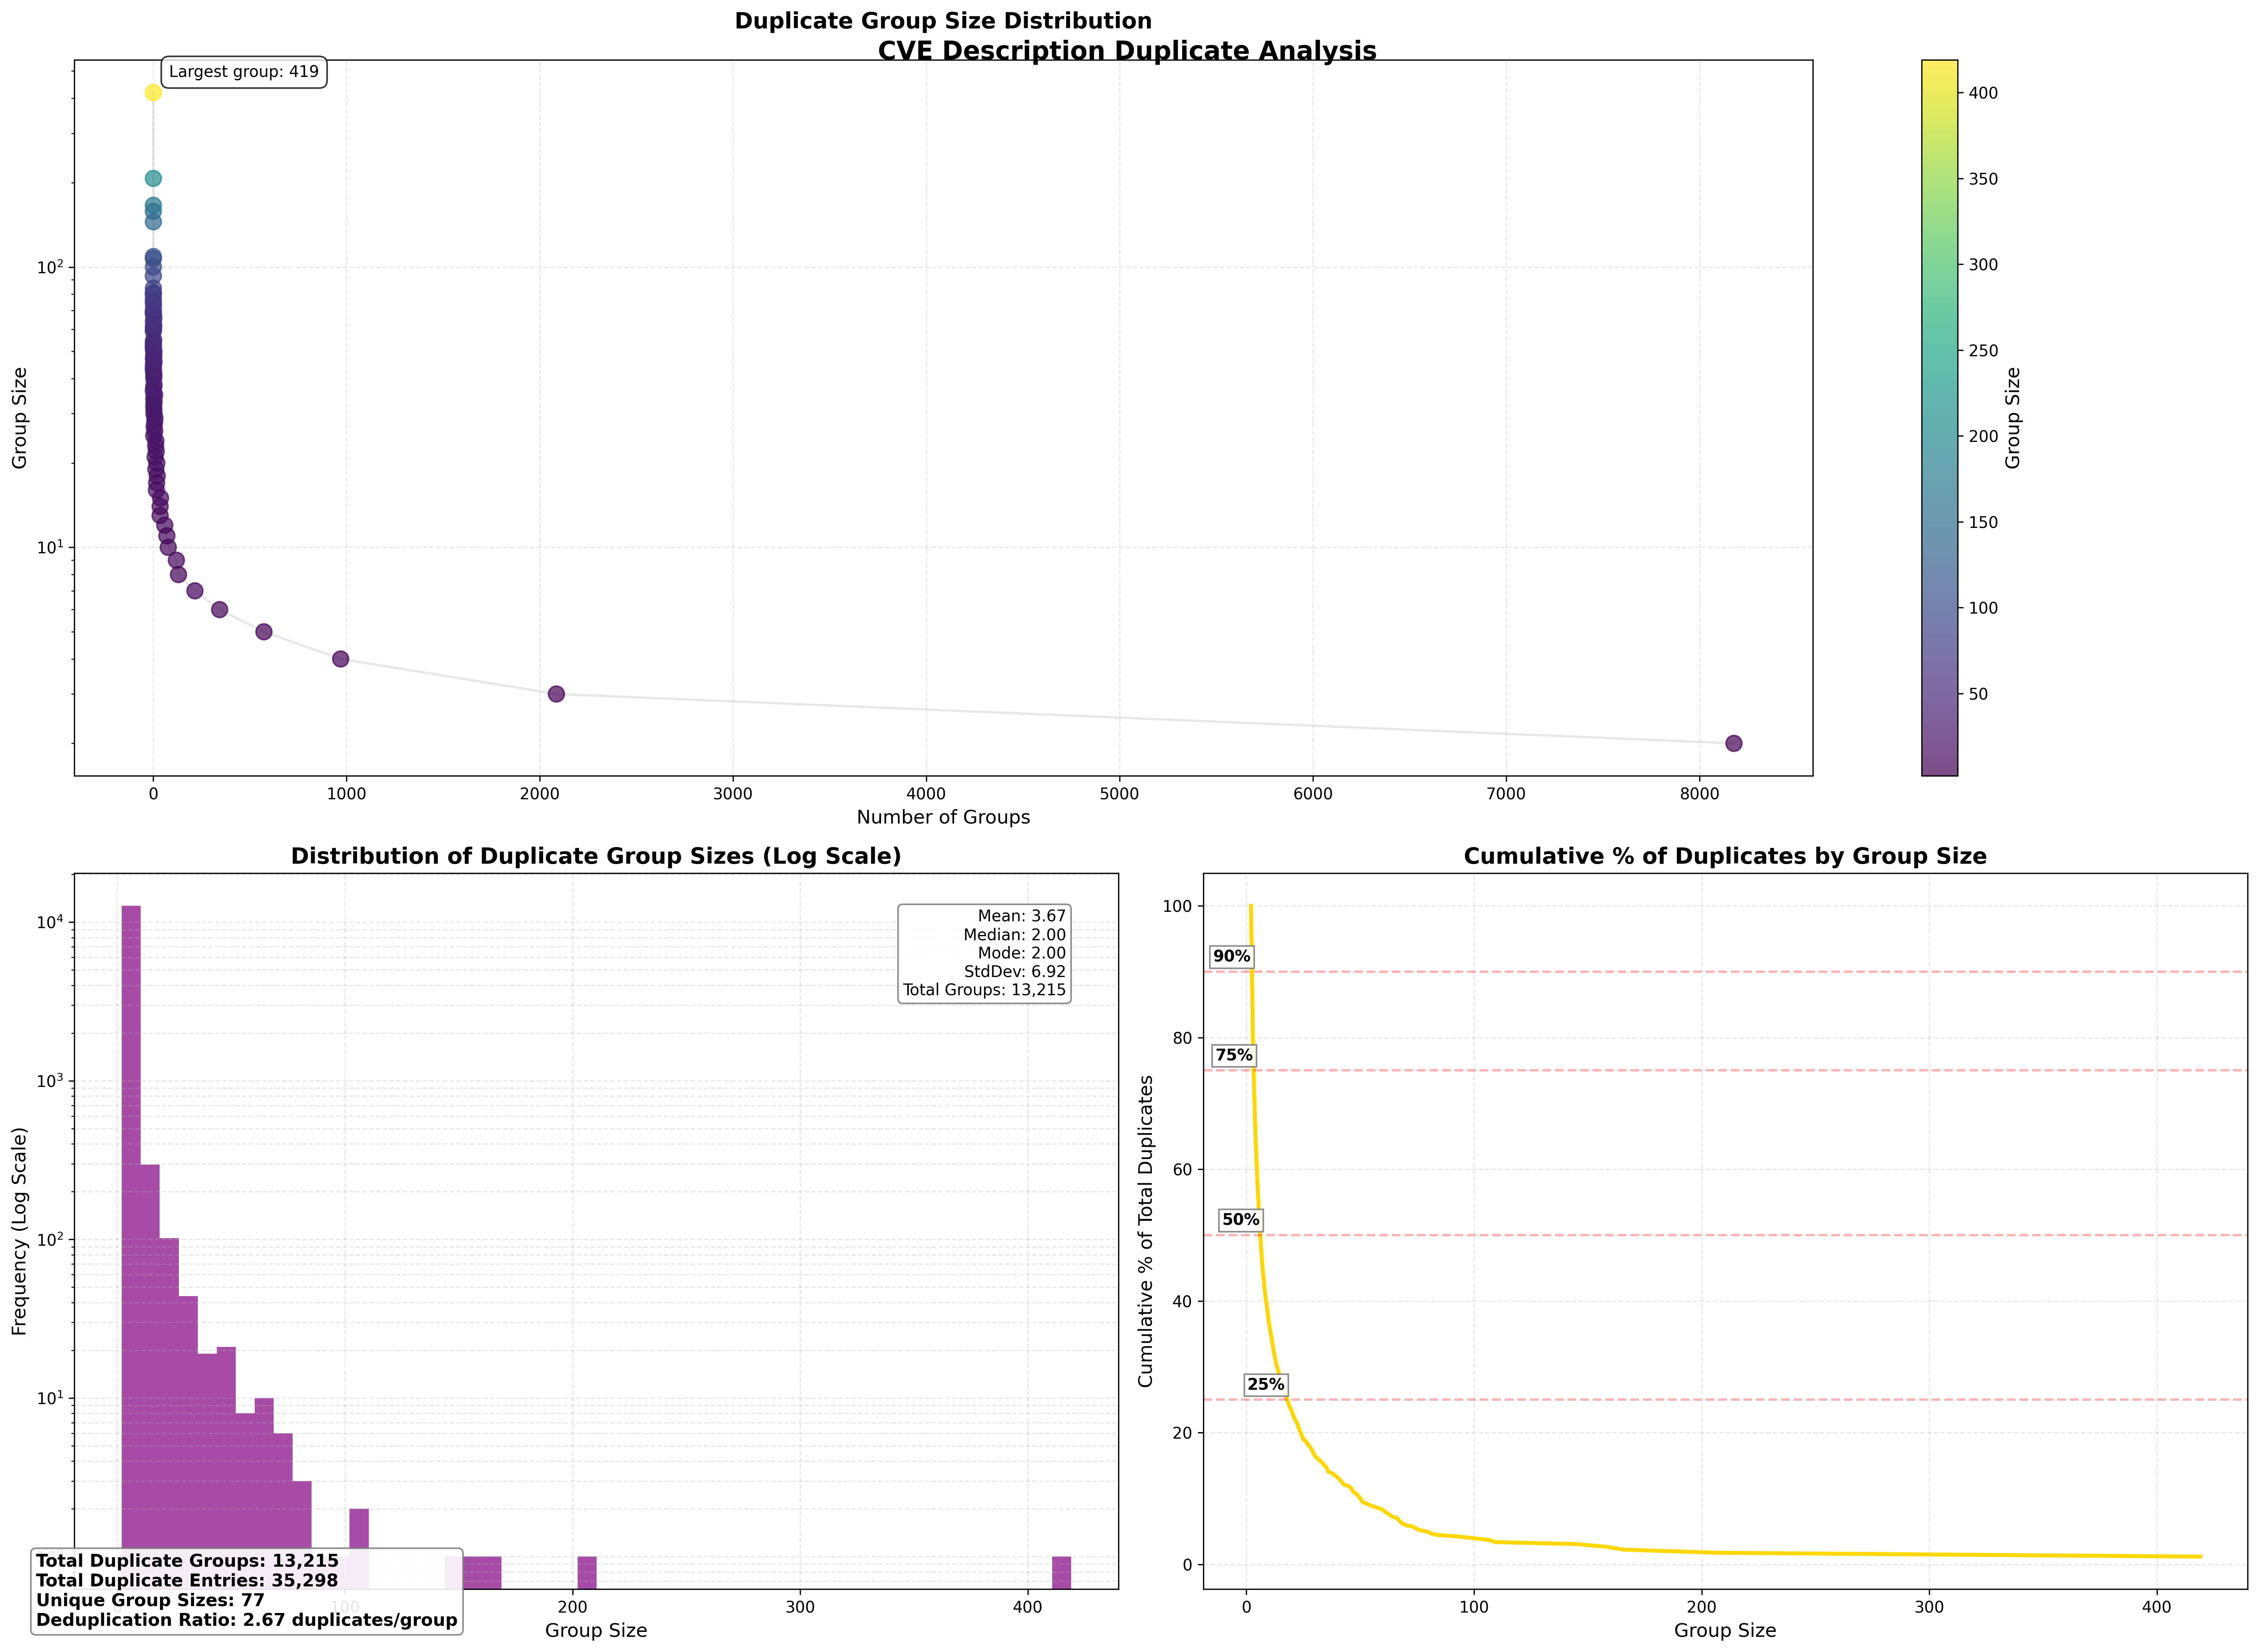 Duplicate Group Size Distribution
CVE Description Duplicate Analysis
Largest group: 419
Group Size
10²
10¹
0 1000 2000 3000 4000 5000 6000 7000 8000
Number of Groups
400
350
300
250
200
150
100
50
Group Size
Distribution of Duplicate Group Sizes (Log Scale)
Frequency (Log Scale)
10⁴
10³
10²
10¹
Mean: 3.67
Median: 2.00
Mode: 2.00
StdDev: 6.92
Total Groups: 13,215
Total Duplicate Groups: 13,215
Total Duplicate Entries: 35,298
Unique Group Sizes: 77
Deduplication Ratio: 2.67 duplicates/group
100 200 300 400
Group Size
Cumulative % of Duplicates by Group Size
Cumulative % of Total Duplicates
100
80
60
40
20
0
90%
75%
50%
25%
0 100 200 300 400
Group Size